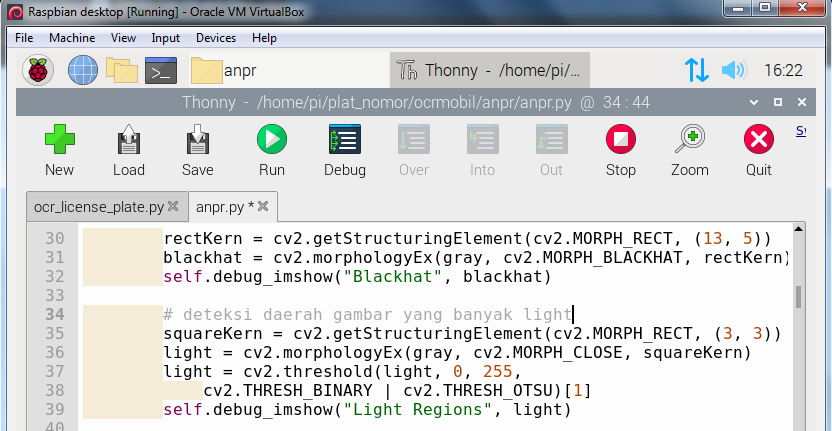 Raspbian desktop [Running] - Oracle VM VirtualBox
File Machine View Input Devices VirtualBox Help
anpr Thonny - /home/pi/... 16:22
Thonny - /home/pi/plat_nomor/ocrmobil/anpr/anpr.py @ 34 : 44
New Load Save Run Debug Over Into Out Stop Zoom Quit
ocr_license_plate.py anpr.py *
30 rectKern = cv2.getStructuringElement(cv2.MORPH_RECT, (13, 5))
31 blackhat = cv2.morphologyEx(gray, cv2.MORPH_BLACKHAT, rectKern)
32 self.debug_imshow("Blackhat", blackhat)
33
34 # deteksi daerah gambar yang banyak light
35 squareKern = cv2.getStructuringElement(cv2.MORPH_RECT, (3, 3))
36 light = cv2.morphologyEx(gray, cv2.MORPH_CLOSE, squareKern)
37 light = cv2.threshold(light, 0, 255,
38 cv2.THRESH_BINARY | cv2.THRESH_OTSU)[1]
39 self.debug_imshow("Light Regions", light)
40